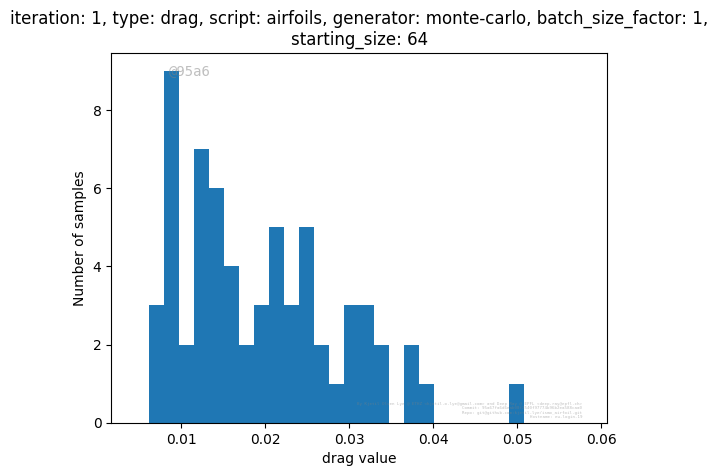 iteration: 1, type: drag, script: airfoils, generator: monte-carlo, batch_size_factor: 1,
starting_size: 64
@95a6
8
6
4
2
0
Number of samples
0.01 0.02 0.03 0.04 0.05 0.06
drag value